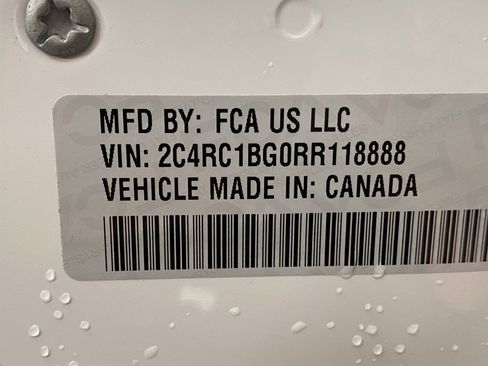 MFD BY: FCA US LLC
VIN: 2C4RC1BG0RR118888
VEHICLE MADE IN: CANADA